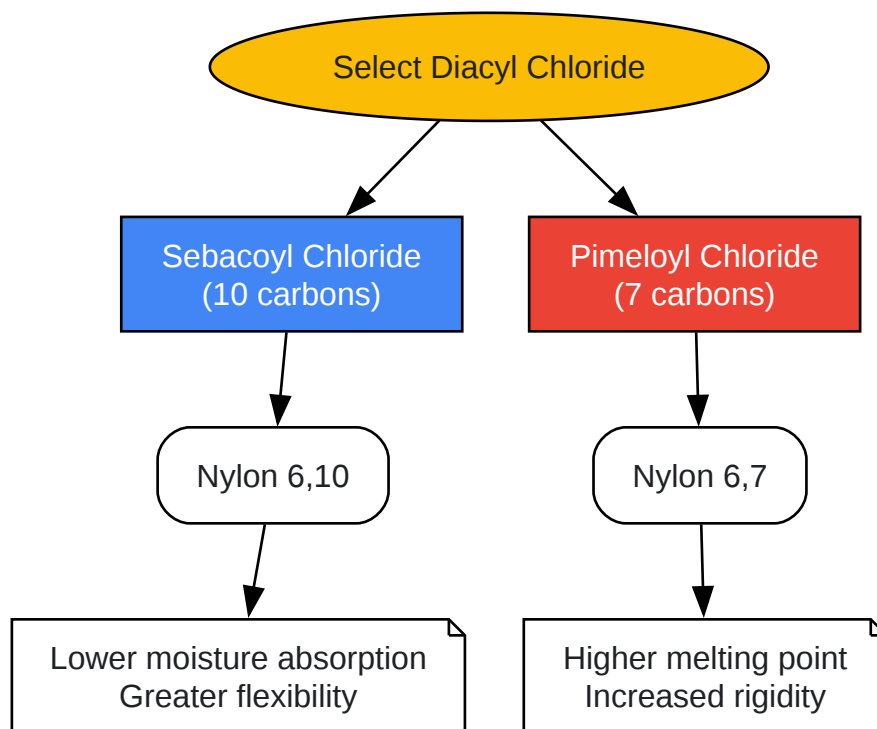 Select Diacyl Chloride
Sebacoyl Chloride
(10 carbons)
Pimeloyl Chloride
(7 carbons)
Nylon 6,10
Nylon 6,7
Lower moisture absorption
Greater flexibility
Higher melting point
Increased rigidity